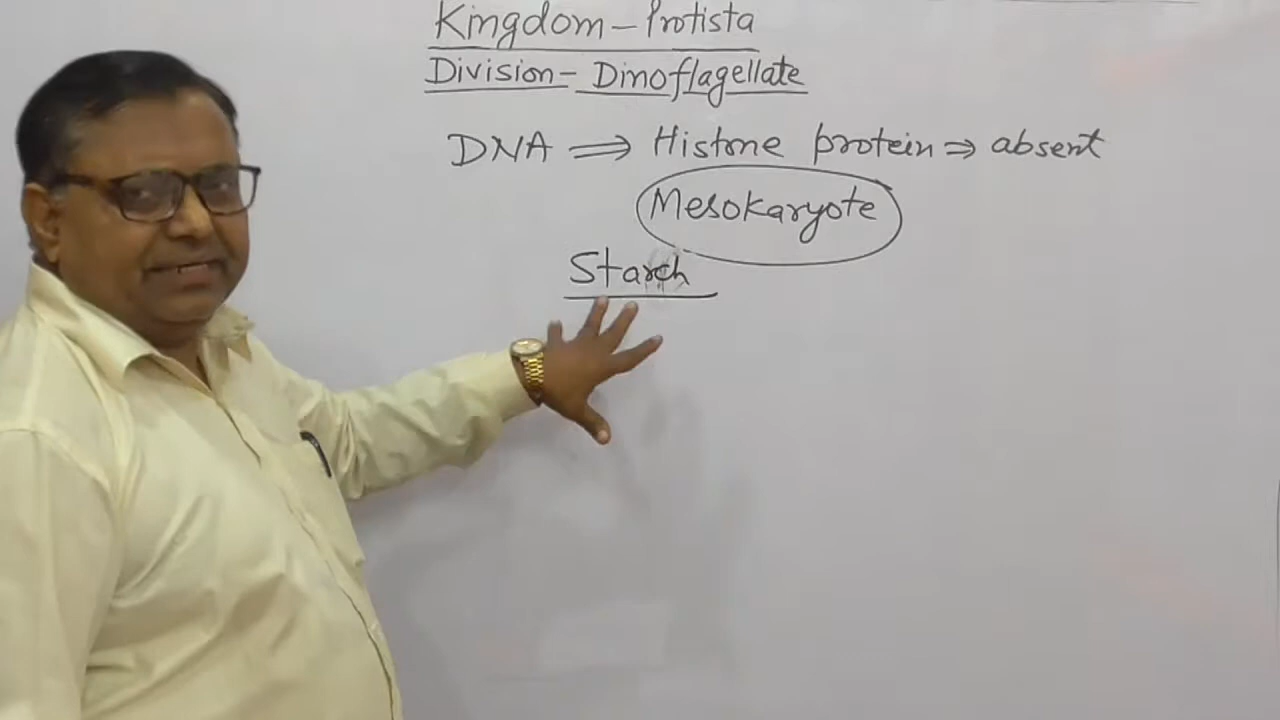 Kingdom - Protista
Division - Dinoflagellate
DNA ⇒ Histone protein ⇒ absent
Mesokaryote
Starch